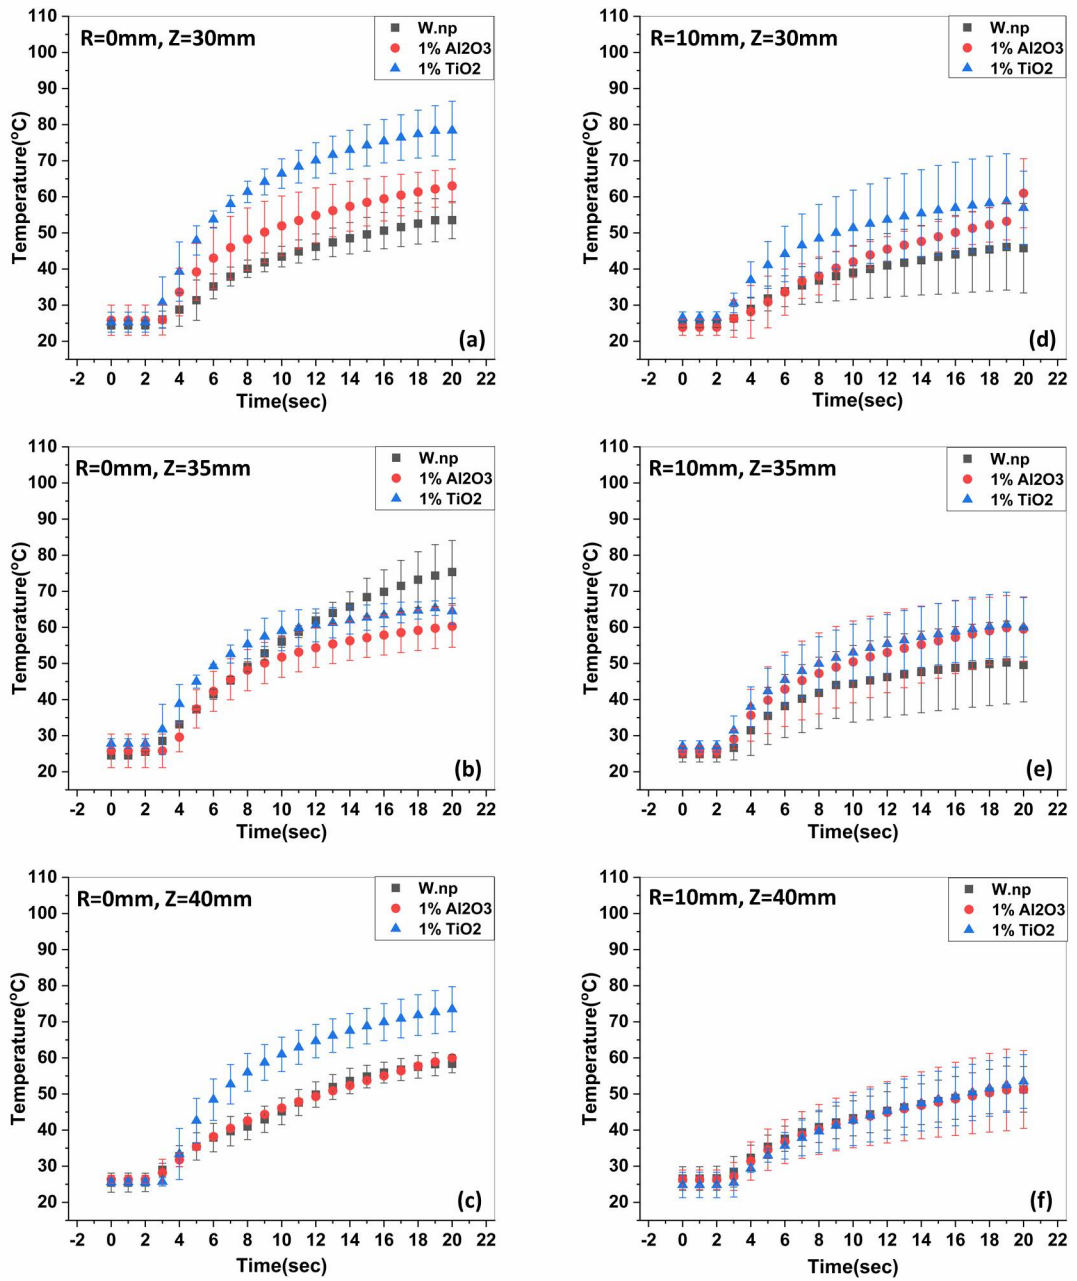 R=0mm, Z=30mm
W.np
1% Al2O3
1% TiO2
110
100
90
80
70
60
50
40
30
20
Temperature(ºC)
(a)
-2 0 2 4 6 8 10 12 14 16 18 20 22
Time(sec)
R=10mm, Z=30mm
W.np
1% Al2O3
1% TiO2
110
100
90
80
70
60
50
40
30
20
Temperature(ºC)
(d)
-2 0 2 4 6 8 10 12 14 16 18 20 22
Time(sec)
R=0mm, Z=35mm
W.np
1% Al2O3
1% TiO2
110
100
90
80
70
60
50
40
30
20
Temperature(ºC)
(b)
-2 0 2 4 6 8 10 12 14 16 18 20 22
Time(sec)
R=10mm, Z=35mm
W.np
1% Al2O3
1% TiO2
110
100
90
80
70
60
50
40
30
20
Temperature(ºC)
(e)
-2 0 2 4 6 8 10 12 14 16 18 20 22
Time(sec)
R=0mm, Z=40mm
W.np
1% Al2O3
1% TiO2
110
100
90
80
70
60
50
40
30
20
Temperature(ºC)
(c)
-2 0 2 4 6 8 10 12 14 16 18 20 22
Time(sec)
R=10mm, Z=40mm
W.np
1% Al2O3
1% TiO2
110
100
90
80
70
60
50
40
30
20
Temperature(ºC)
(f)
-2 0 2 4 6 8 10 12 14 16 18 20 22
Time(sec)